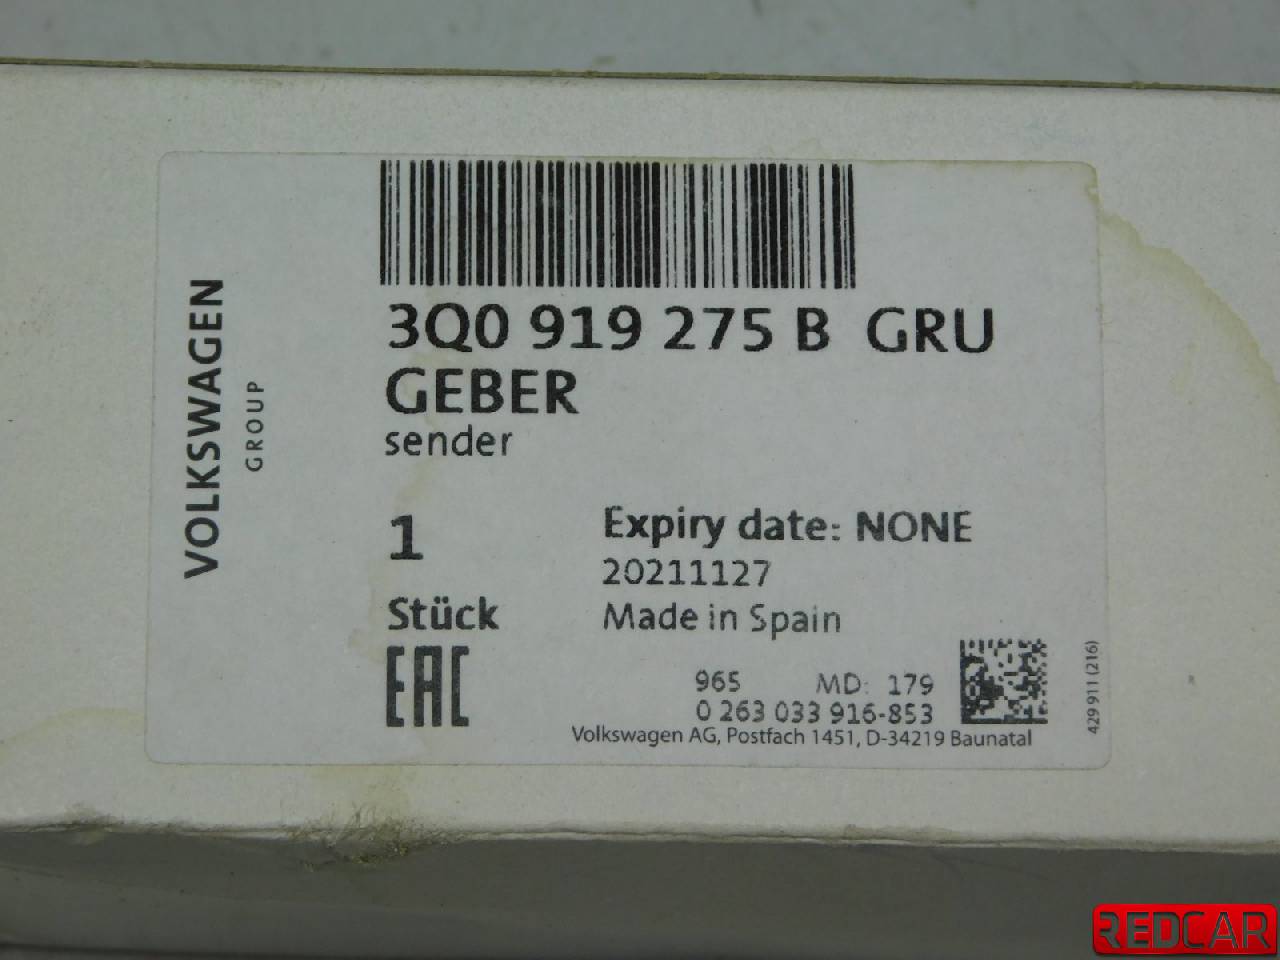 VOLKSWAGEN
GROUP
3Q0 919 275 B GRU
GEBER
sender
1
Stück
EAC
Expiry date: NONE
20211127
Made in Spain
965 MD: 179
0 263 033 916-853
Volkswagen AG, Postfach 1451, D-34219 Baunatal
429 911 (216)
REDCAR